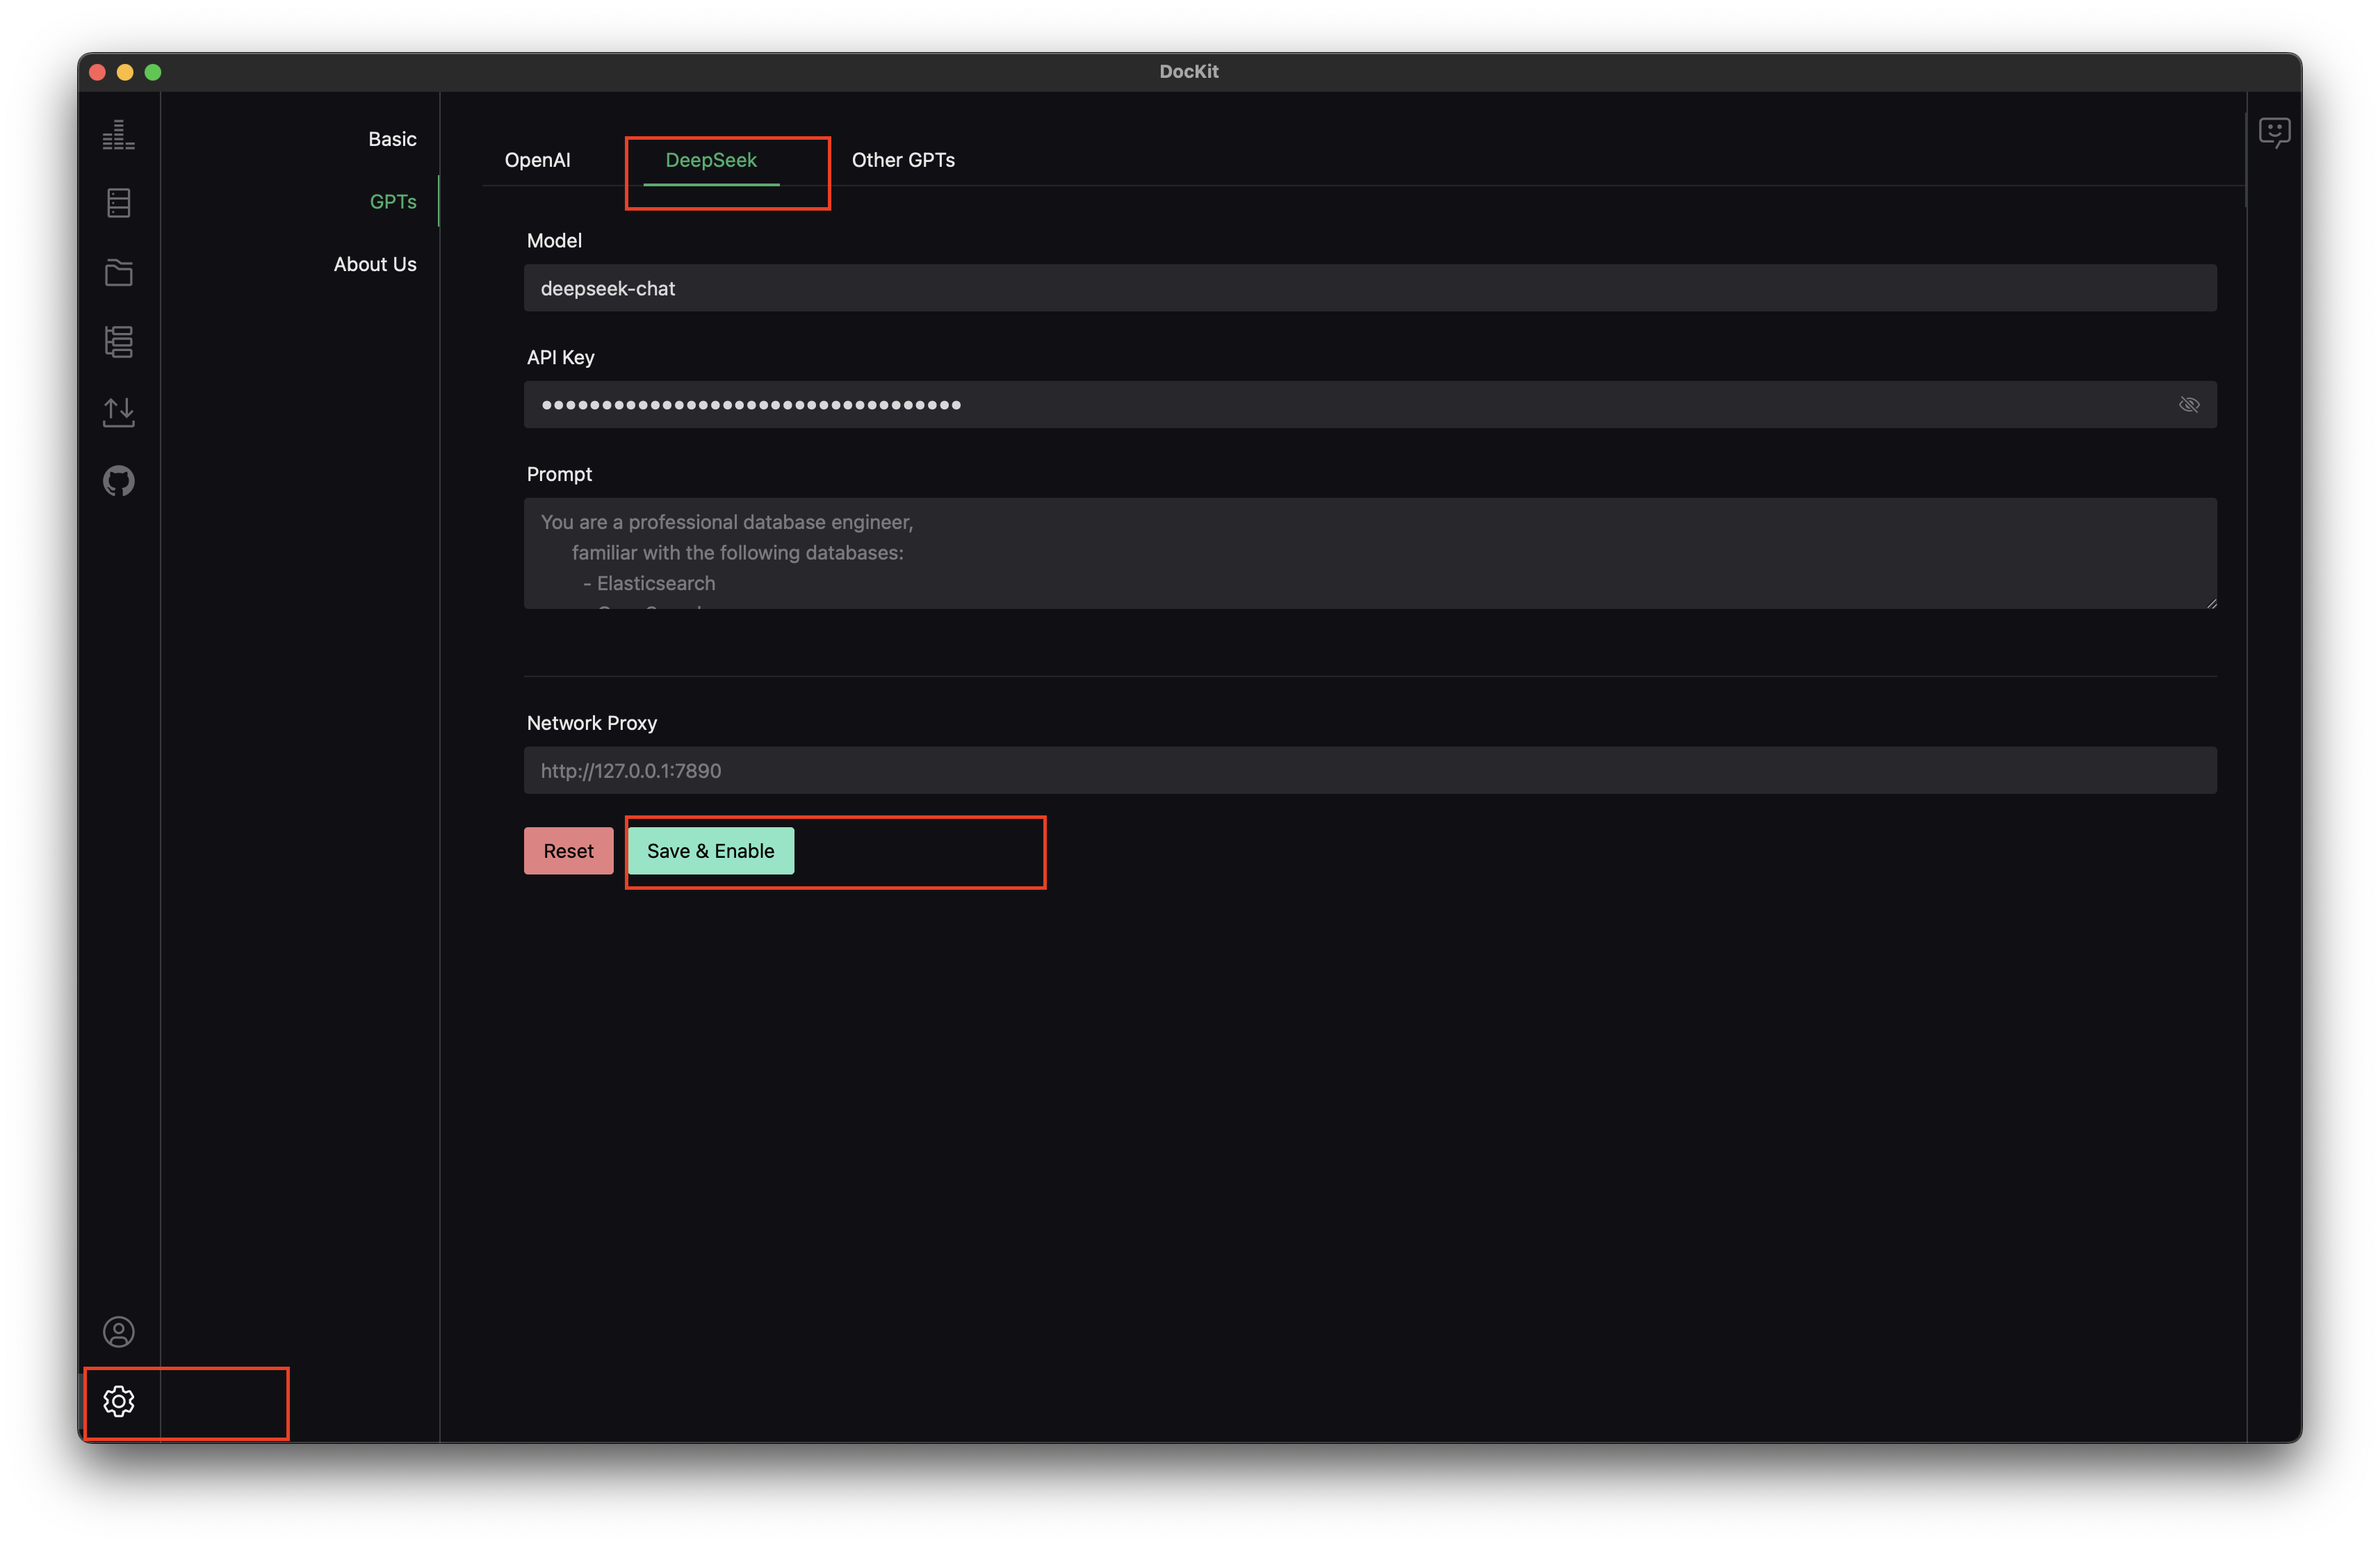 DocKit
Basic
GPTs
About Us
OpenAI
DeepSeek
Other GPTs
Model
deepseek-chat
API Key
Prompt
You are a professional database engineer,
familiar with the following databases:
- Elasticsearch
Network Proxy
http://127.0.0.1:7890
Reset
Save & Enable